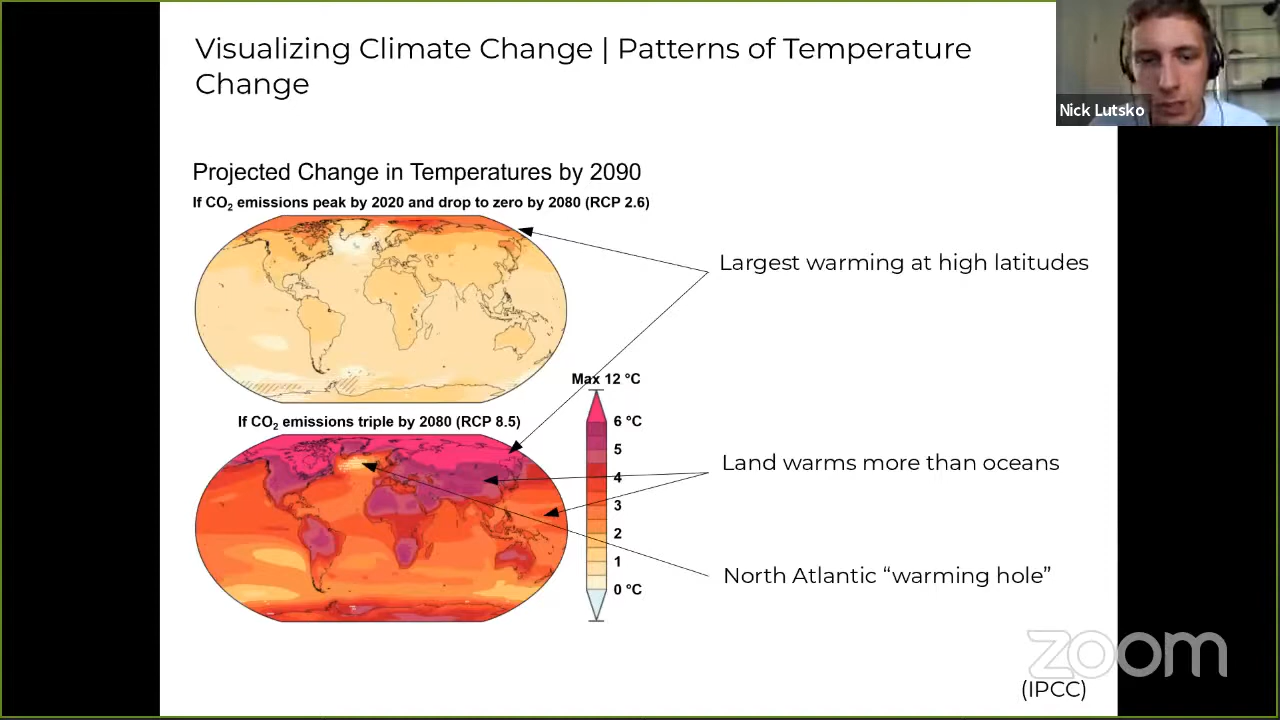 Visualizing Climate Change | Patterns of Temperature
Change
Nick Lutsko
Projected Change in Temperatures by 2090
If CO₂ emissions peak by 2020 and drop to zero by 2080 (RCP 2.6)
Largest warming at high latitudes
Max 12 °C
If CO₂ emissions triple by 2080 (RCP 8.5)
6 °C
5
4
3
2
1
0 °C
Land warms more than oceans
North Atlantic “warming hole”
zoom
(IPCC)